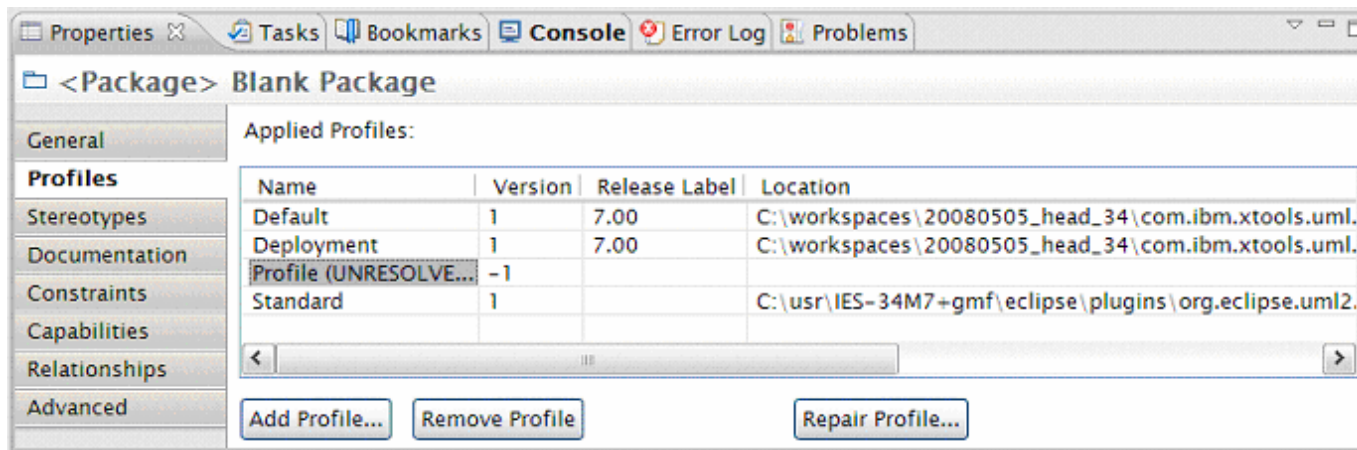 Properties Tasks Bookmarks Console Error Log Problems
<Package> Blank Package
General
Profiles
Stereotypes
Documentation
Constraints
Capabilities
Relationships
Advanced
Applied Profiles:
Name Version Release Label Location
Default 1 7.00 C:\workspaces\20080505_head_34\com.ibm.xtools.uml.
Deployment 1 7.00 C:\workspaces\20080505_head_34\com.ibm.xtools.uml.
Profile (UNRESOLVE... -1
Standard 1 C:\usr\IES-34M7+gmf\eclipse\plugins\org.eclipse.uml2.
Add Profile... Remove Profile Repair Profile...